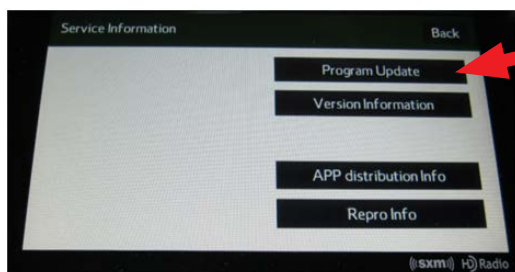 Service Information
Back
Program Update
Version Information
APP distribution Info
Repro Info
((sxm)) HD Radio